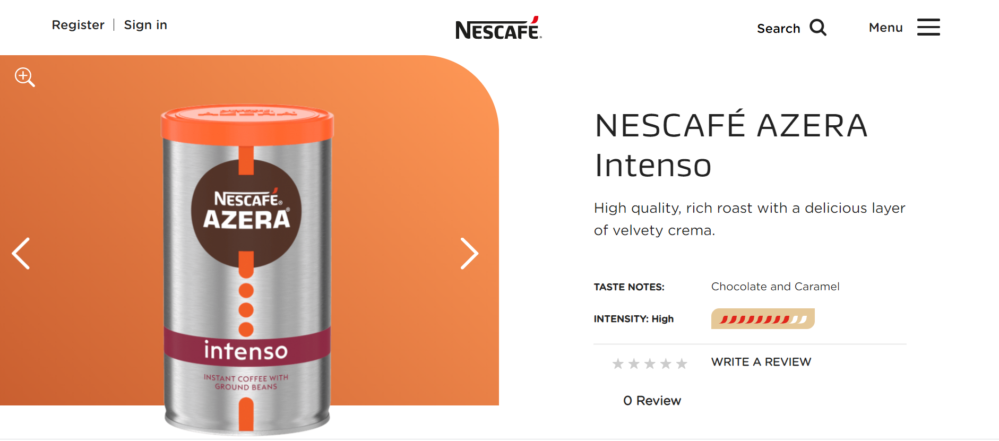 Register
Sign in
NESCAFÉ®
Search
Menu
AZERA
NESCAFÉ®
AZERA®
intenso
INSTANT COFFEE WITH
GROUND BEANS
NESCAFÉ AZERA
Intenso
High quality, rich roast with a delicious layer
of velvety crema.
TASTE NOTES: Chocolate and Caramel
INTENSITY: High
WRITE A REVIEW
0 Review